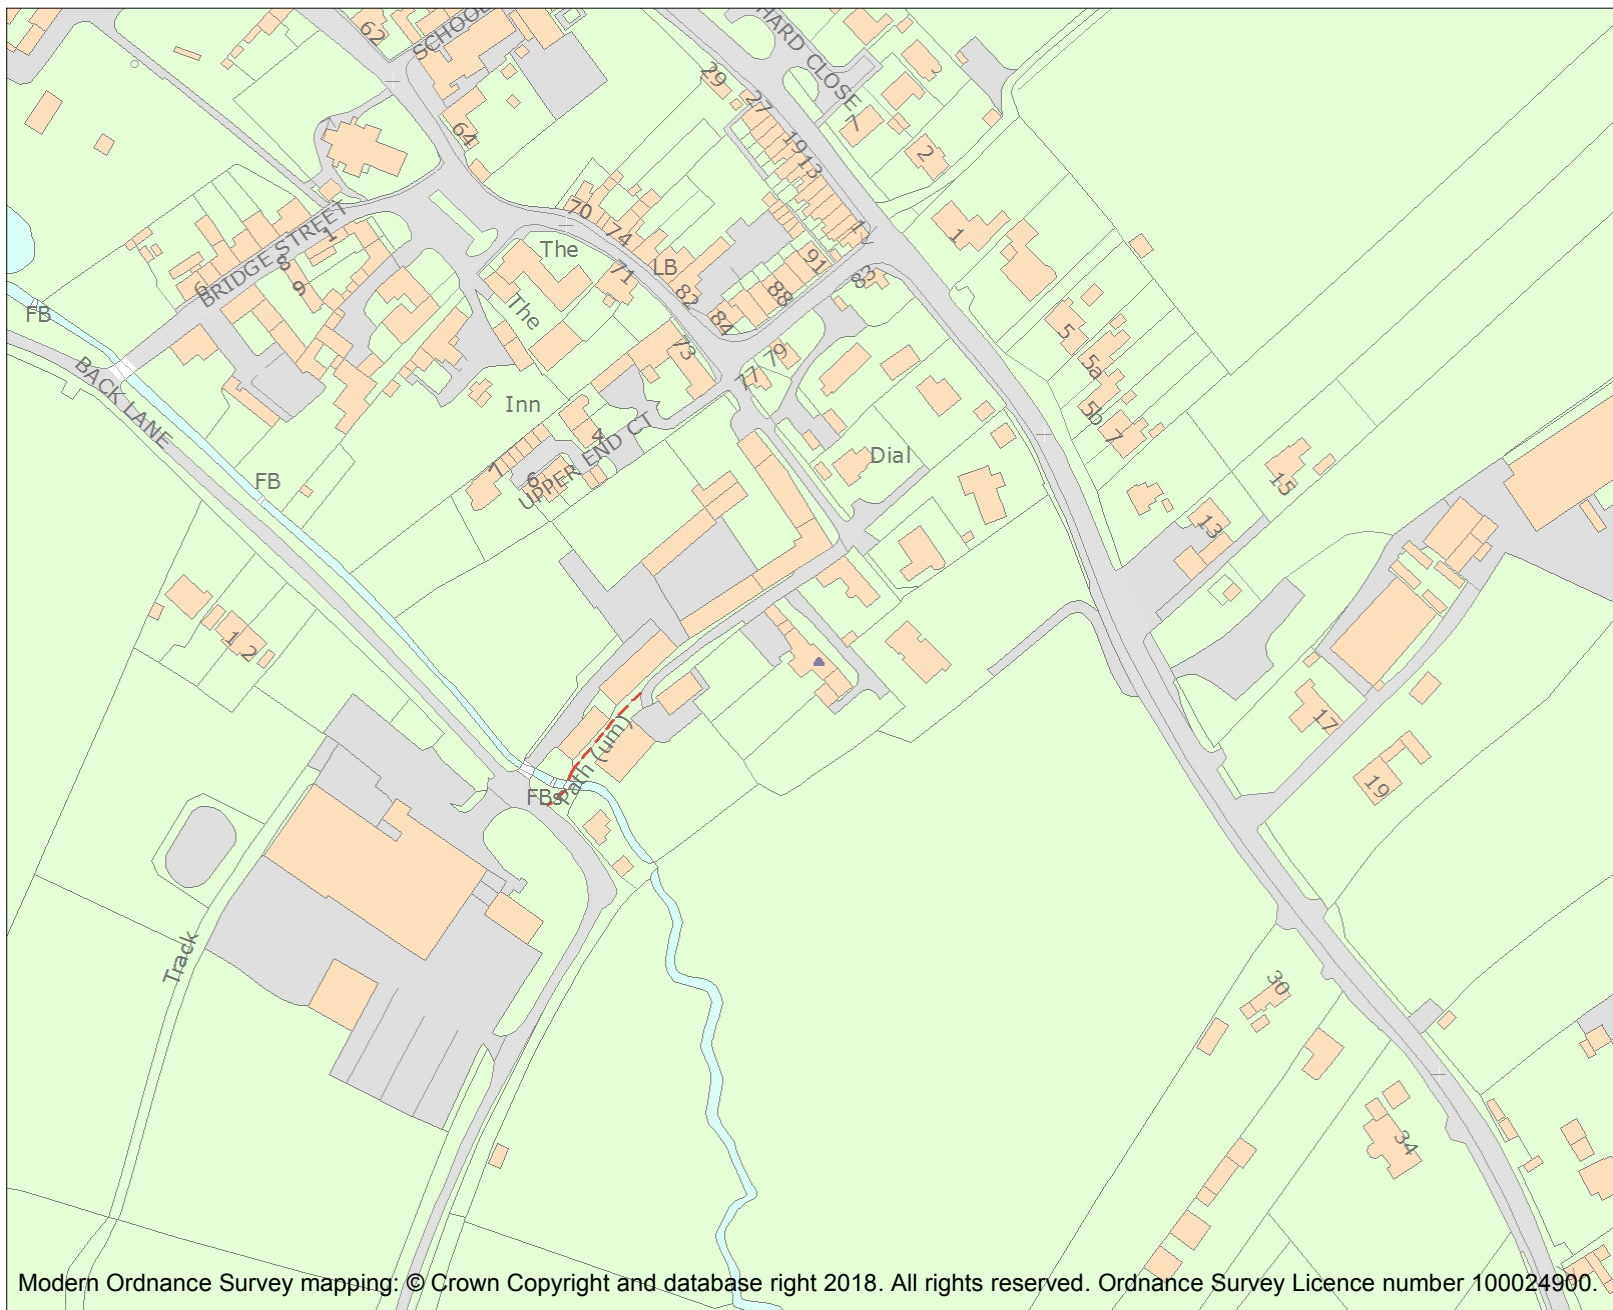 62
SCHOOL
HARD CLOSE
29
27
64
7
19
13
2
70
BRIDGE STREET
1
74
The
1
71
LB
91
8
9
6
83
82
88
The
84
FB
5
73
79
5a
77
BACK LANE
Inn
5b
7
4
Dial
7
FB
6
UPPER END CT
15
13
1
2
17
Path (um)
19
FBs
Track
30
34
Modern Ordnance Survey mapping: © Crown Copyright and database right 2018. All rights reserved. Ordnance Survey Licence number 100024900.